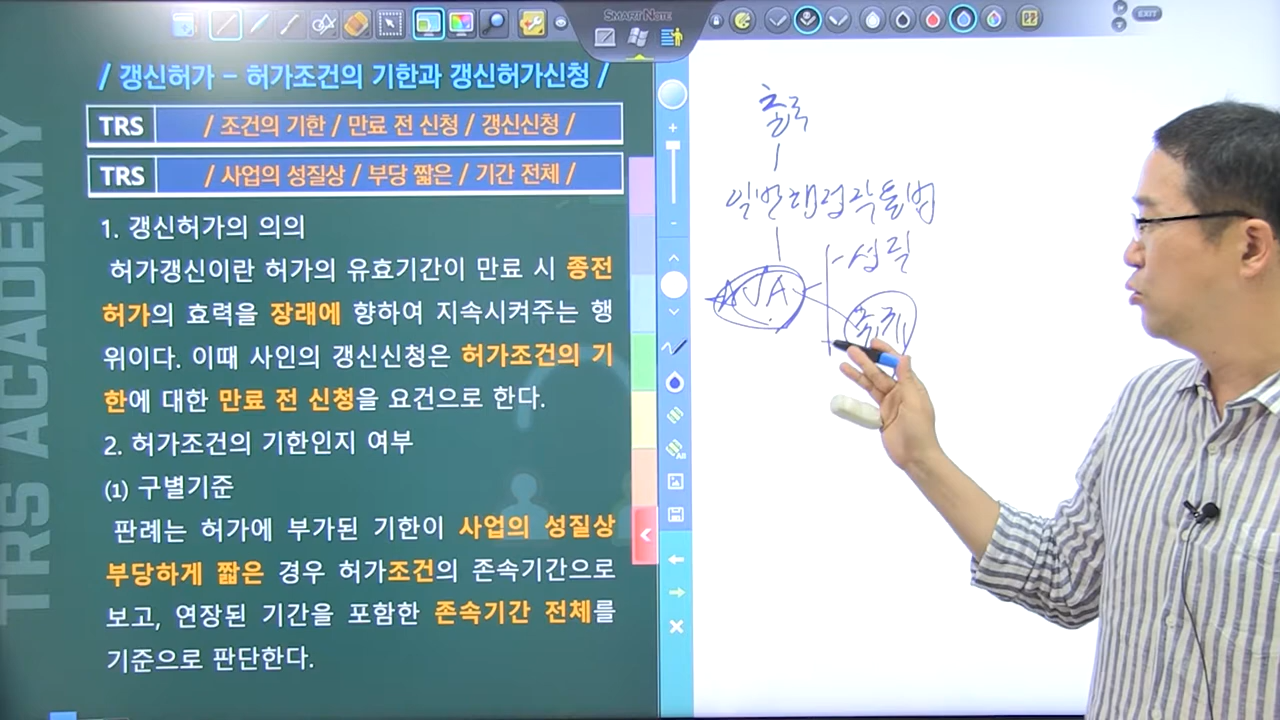 SMART NOTE
EXIT
/ 갱신허가 – 허가조건의 기한과 갱신허가신청 /
TRS / 조건의 기한 / 만료 전 신청 / 갱신신청 /
TRS / 사업의 성질상 / 부당 짧은 / 기간 전체 /
1. 갱신허가의 의의
허가갱신이란 허가의 유효기간이 만료 시 종전
허가의 효력을 장래에 향하여 지속시켜주는 행
위이다. 이때 사인의 갱신신청은 허가조건의 기
한에 대한 만료 전 신청을 요건으로 한다.
2. 허가조건의 기한인지 여부
(1) 구별기준
판례는 허가에 부가된 기한이 사업의 성질상
부당하게 짧은 경우 허가조건의 존속기간으로
보고, 연장된 기간을 포함한 존속기간 전체를
기준으로 판단한다.
TRS ACADEMY
All
일반행정작용법
- 성질